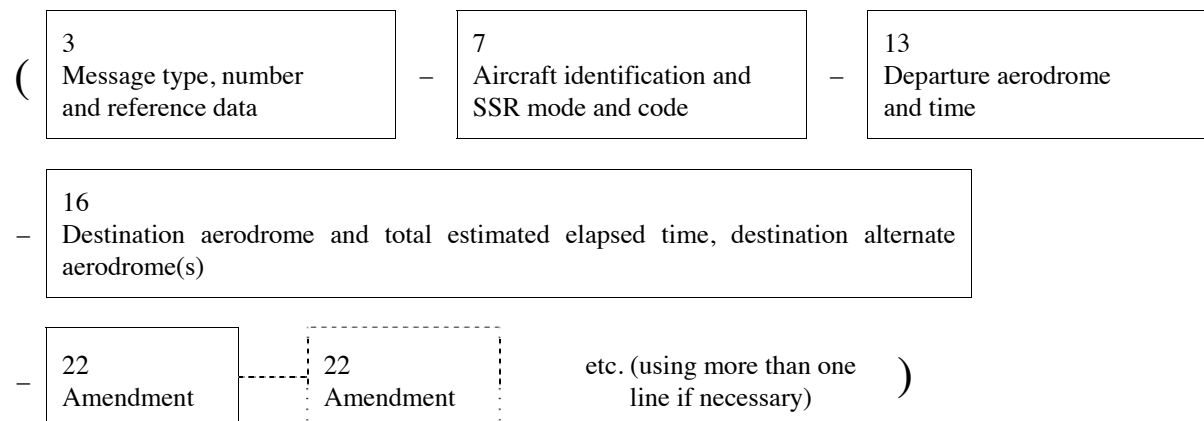 3 7 13
( Message type, number – Aircraft identification and – Departure aerodrome
and reference data SSR mode and code and time
16
– Destination aerodrome and total estimated elapsed time, destination alternate
aerodrome(s)
22 22 etc. (using more than one )
– Amendment Amendment line if necessary)